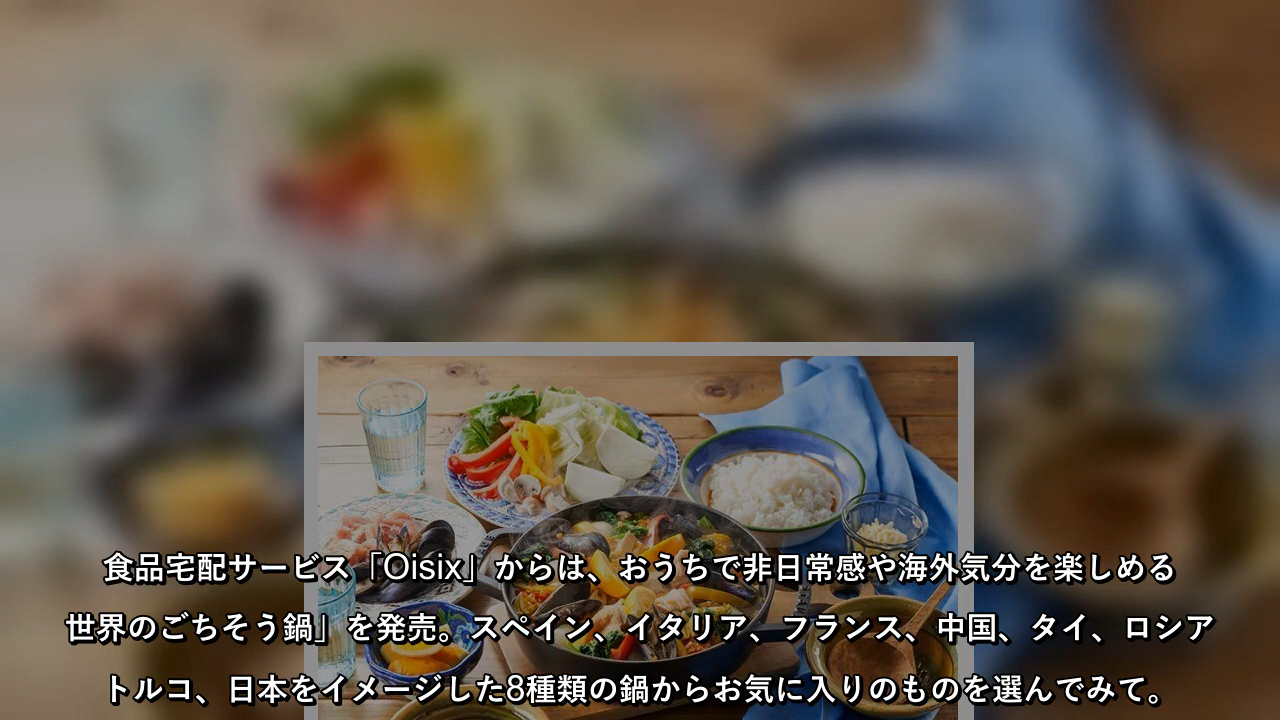 食品宅配サービス「Oisix」からは、おうちで非日常感や海外気分を楽しめる
世界のごちそう鍋」を発売。スペイン、イタリア、フランス、中国、タイ、ロシア
トルコ、日本をイメージした8種類の鍋からお気に入りのものを選んでみて。